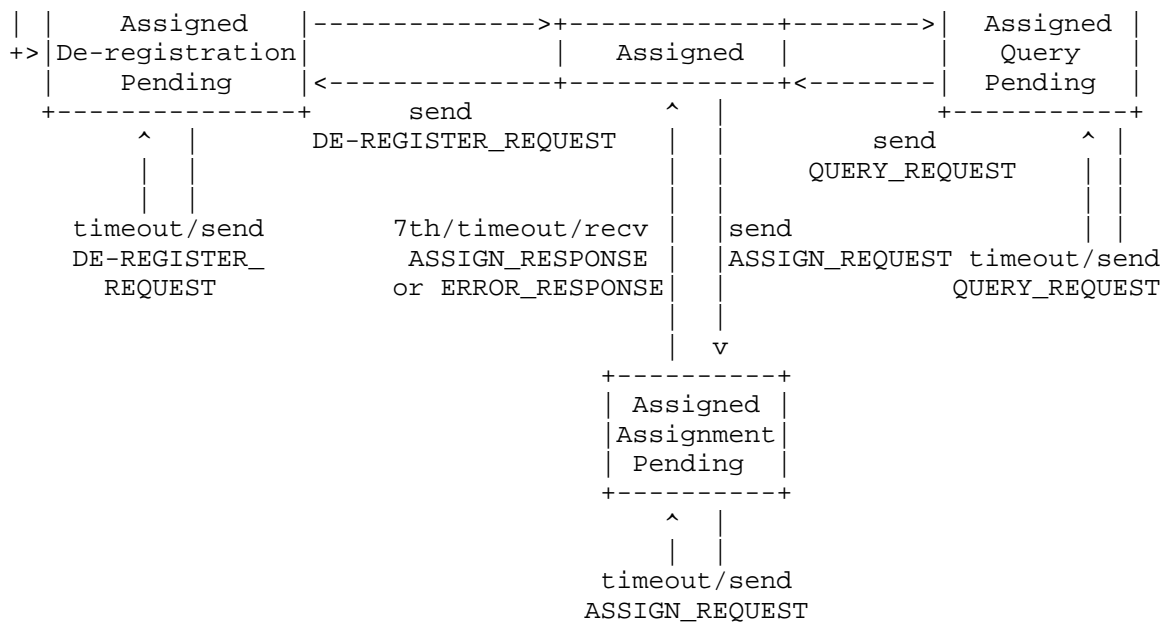 | |   Assigned    |-------------->+-------------+-------->|  Assigned |
+>|De-registration|               |   Assigned  |         |   Query   |
  |    Pending    |<--------------+-------------+<--------|  Pending  |
  +---------------+      send            ^  |             +-----------+
        ^  |       DE-REGISTER_REQUEST   |  |        send         ^ |
        |  |                             |  |    QUERY_REQUEST    | |
        |  |                             |  |                     | |
    timeout/send        7th/timeout/recv |  |send                 | |
    DE-REGISTER_         ASSIGN_RESPONSE |  |ASSIGN_REQUEST timeout/send
      REQUEST           or ERROR_RESPONSE|  |              QUERY_REQUEST
                                         |  |
                                         |  v
                                     +----------+
                                     | Assigned |
                                     |Assignment|
                                     | Pending  |
                                     +----------+
                                         ^  |
                                         |  |
                                     timeout/send
                                    ASSIGN_REQUEST